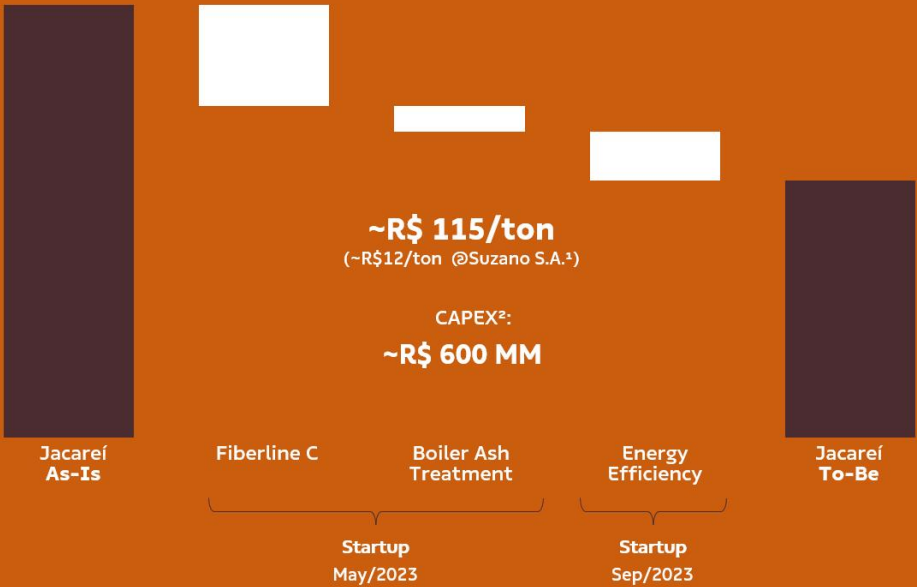 ~R$ 115/ton
(~R$12/ton @Suzano S.A.¹)
CAPEX²:
~R$ 600 MM
Jacareí
As-Is
Fiberline C
Boiler Ash
Treatment
Energy
Efficiency
Jacareí
To-Be
Startup
May/2023
Startup
Sep/2023